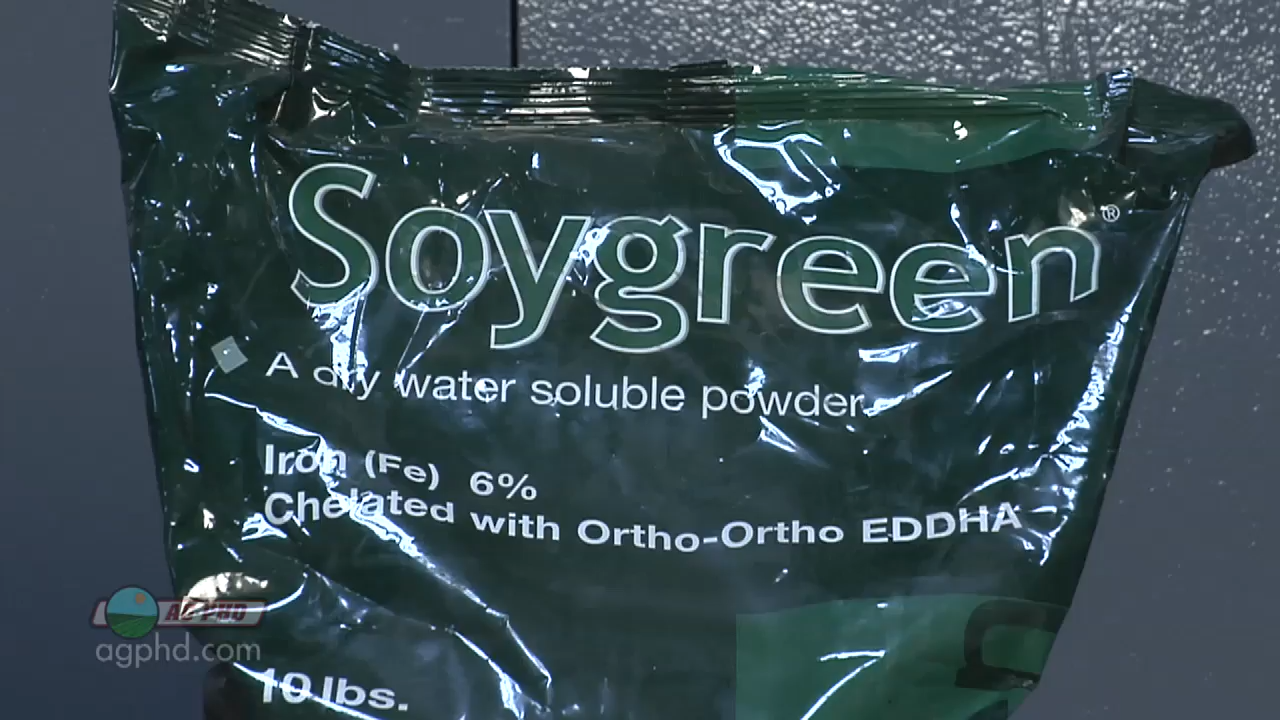 Soygreen®
A dry water soluble powder
Iron (Fe) 6%
Chelated with Ortho-Ortho EDDHA
10 lbs.
AG PHD
agphd.com